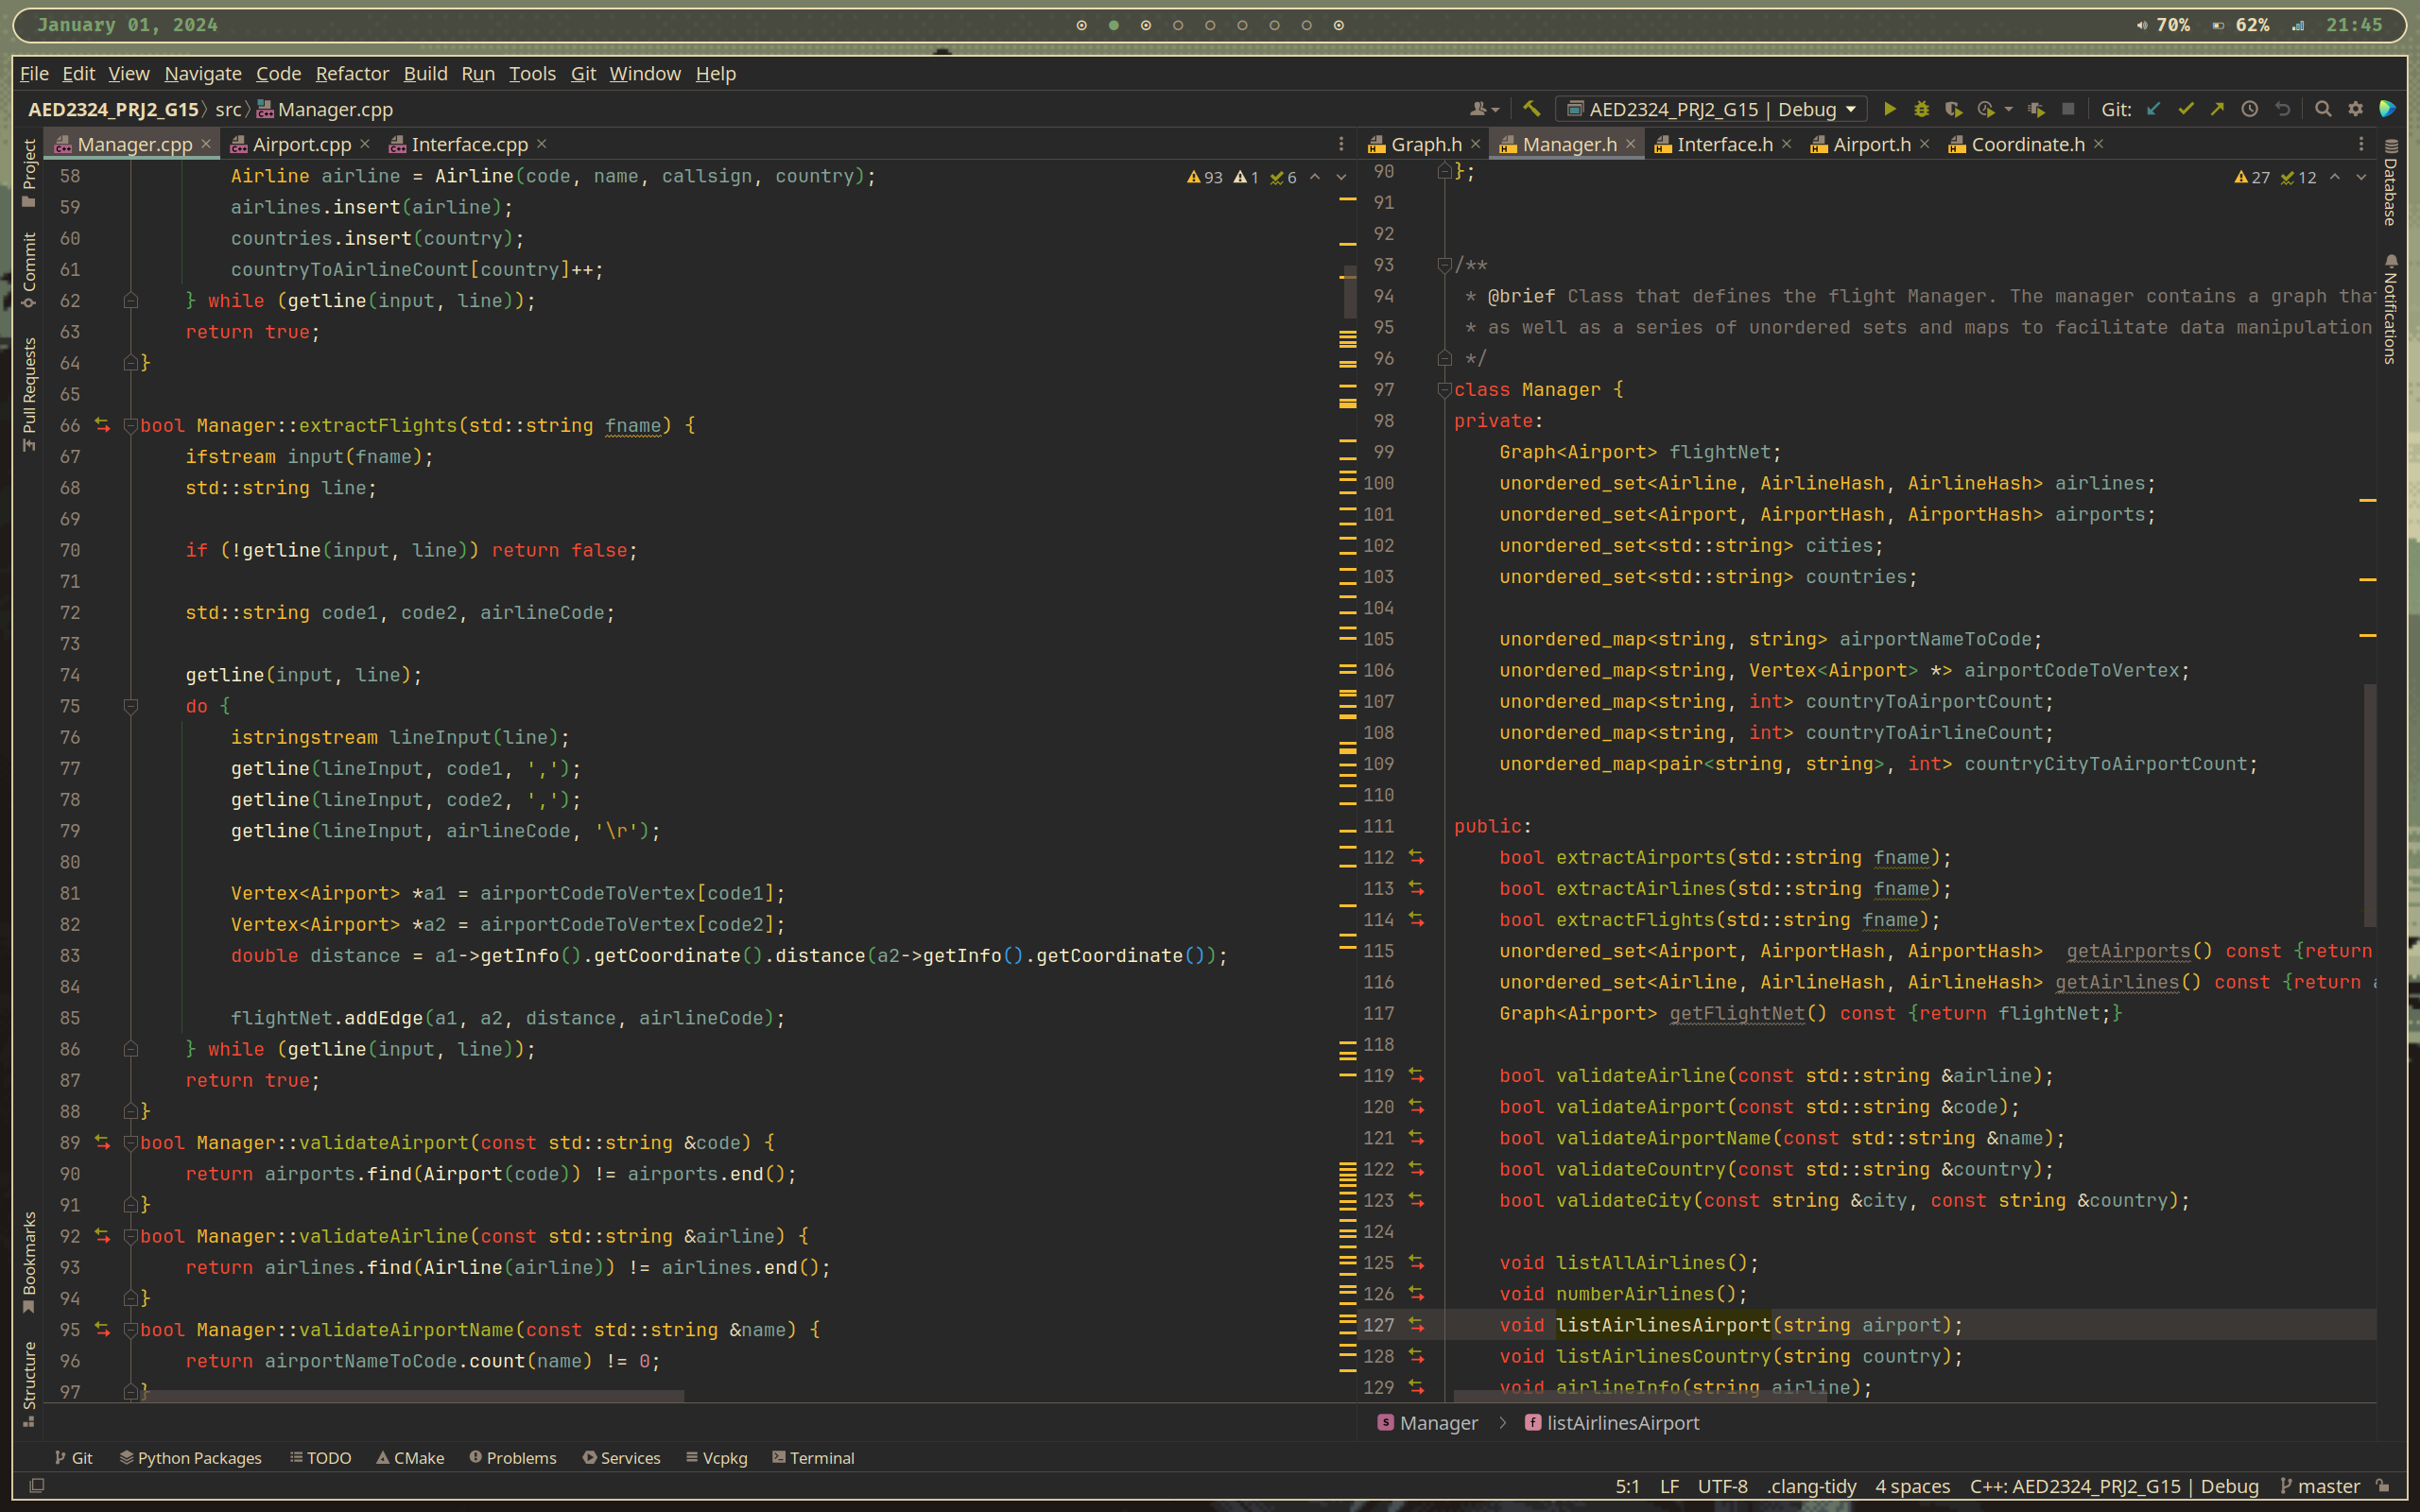 January 01, 2024
70% 62% 21:45
File Edit View Navigate Code Refactor Build Run Tools Git Window Help
AED2324_PRJ2_G15 src Manager.cpp
AED2324_PRJ2_G15 | Debug Git:
Manager.cpp Airport.cpp Interface.cpp
Project
Commit
Pull Requests
Bookmarks
Structure
93 1 6
58 Airline airline = Airline(code, name, callsign, country);
59 airlines.insert(airline);
60 countries.insert(country);
61 countryToAirlineCount[country]++;
62 } while (getline(input, line));
63 return true;
64 }
65
66 bool Manager::extractFlights(std::string fname) {
67 ifstream input(fname);
68 std::string line;
69
70 if (!getline(input, line)) return false;
71
72 std::string code1, code2, airlineCode;
73
74 getline(input, line);
75 do {
76 istringstream lineInput(line);
77 getline(lineInput, code1, ',');
78 getline(lineInput, code2, ',');
79 getline(lineInput, airlineCode, '\r');
80
81 Vertex<Airport> *a1 = airportCodeToVertex[code1];
82 Vertex<Airport> *a2 = airportCodeToVertex[code2];
83 double distance = a1->getInfo().getCoordinate().distance(a2->getInfo().getCoordinate());
84
85 flightNet.addEdge(a1, a2, distance, airlineCode);
86 } while (getline(input, line));
87 return true;
88 }
89 bool Manager::validateAirport(const std::string &code) {
90 return airports.find(Airport(code)) != airports.end();
91 }
92 bool Manager::validateAirline(const std::string &airline) {
93 return airlines.find(Airline(airline)) != airlines.end();
94 }
95 bool Manager::validateAirportName(const std::string &name) {
96 return airportNameToCode.count(name) != 0;
97 }
Graph.h Manager.h Interface.h Airport.h Coordinate.h
27 12
90 };
91
92
93 /**
94 * @brief Class that defines the flight Manager. The manager contains a graph tha
95 * as well as a series of unordered sets and maps to facilitate data manipulation
96 */
97 class Manager {
98 private:
99 Graph<Airport> flightNet;
100 unordered_set<Airline, AirlineHash, AirlineHash> airlines;
101 unordered_set<Airport, AirportHash, AirportHash> airports;
102 unordered_set<std::string> cities;
103 unordered_set<std::string> countries;
104
105 unordered_map<string, string> airportNameToCode;
106 unordered_map<string, Vertex<Airport> *> airportCodeToVertex;
107 unordered_map<string, int> countryToAirportCount;
108 unordered_map<string, int> countryToAirlineCount;
109 unordered_map<pair<string, string>, int> countryCityToAirportCount;
110
111 public:
112 bool extractAirports(std::string fname);
113 bool extractAirlines(std::string fname);
114 bool extractFlights(std::string fname);
115 unordered_set<Airport, AirportHash, AirportHash>  getAirports() const {return
116 unordered_set<Airline, AirlineHash, AirlineHash> getAirlines() const {return a
117 Graph<Airport> getFlightNet() const {return flightNet;}
118
119 bool validateAirline(const std::string &airline);
120 bool validateAirport(const std::string &code);
121 bool validateAirportName(const std::string &name);
122 bool validateCountry(const std::string &country);
123 bool validateCity(const string &city, const string &country);
124
125 void listAllAirlines();
126 void numberAirlines();
127 void listAirlinesAirport(string airport);
128 void listAirlinesCountry(string country);
129 void airlineInfo(string airline);
Database
Notifications
Manager listAirlinesAirport
Git Python Packages TODO CMake Problems Services Vcpkg Terminal
5:1 LF UTF-8 .clang-tidy 4 spaces C++: AED2324_PRJ2_G15 | Debug master